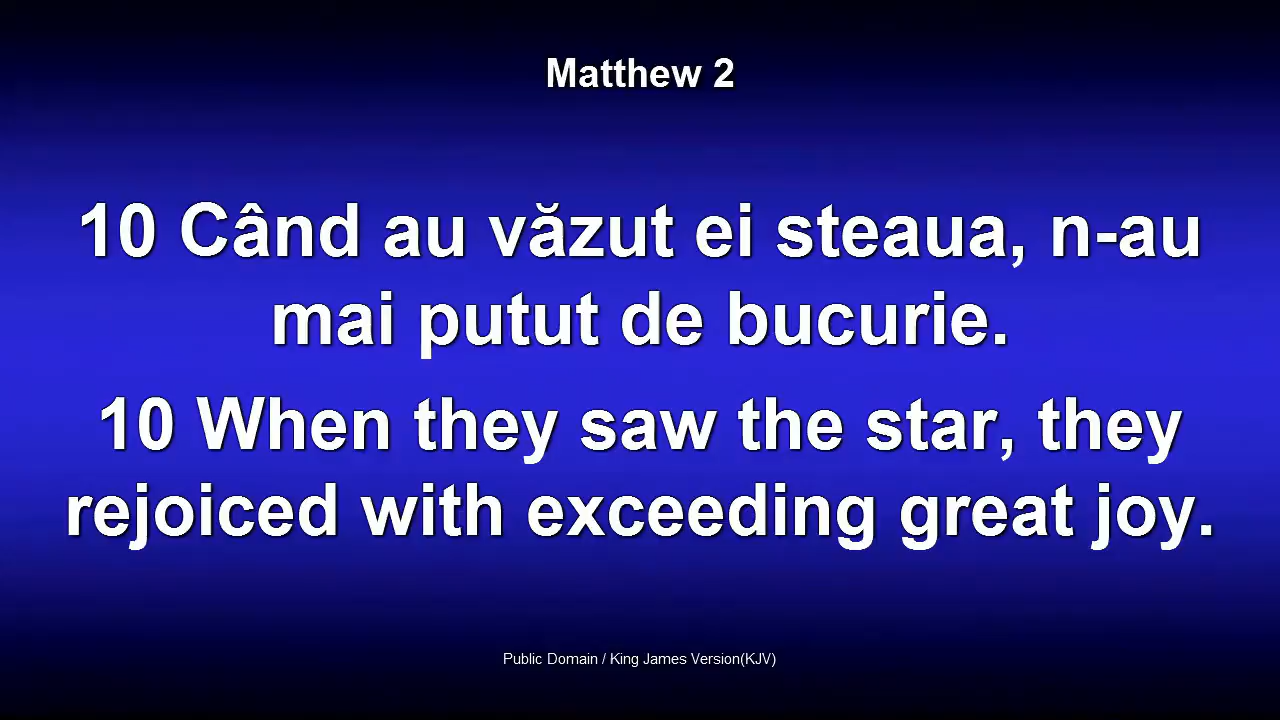 Matthew 2
10 Când au văzut ei steaua, n-au
mai putut de bucurie.
10 When they saw the star, they
rejoiced with exceeding great joy.
Public Domain / King James Version(KJV)